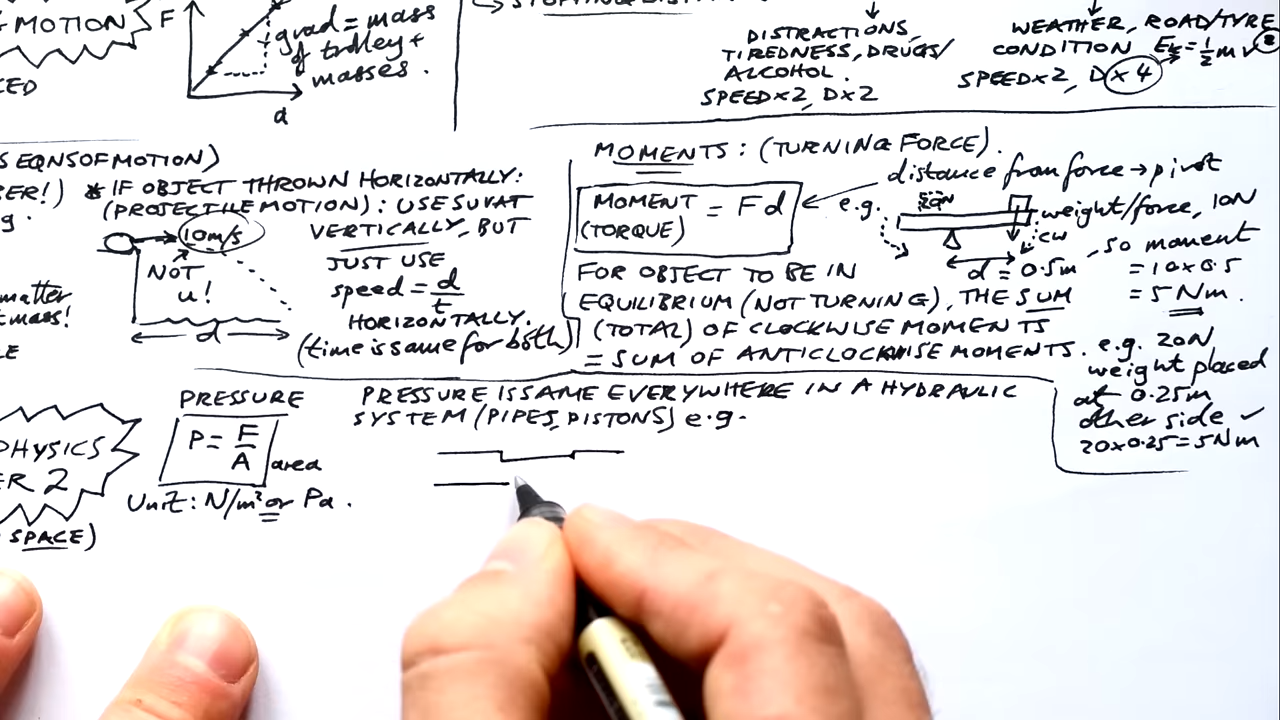 MOTION
F
a
grad = mass
of trolley +
masses.
DISTRACTIONS,
TIREDNESS, DRUGS/
ALCOHOL.
SPEED×2, D×2
WEATHER, ROAD/TYRE
CONDITION Ek = ½mv²
SPEED×2, D×4
EQNS OF MOTION)
* IF OBJECT THROWN HORIZONTALLY:
(PROJECTILE MOTION): USE SUVAT
VERTICALLY, BUT
JUST USE
speed = d/t
HORIZONTALLY.
(time is same for both)
10m/s
NOT
u!
d
matter
MOMENTS: (TURNING FORCE).
MOMENT = Fd
(TORQUE)
distance from force → pivot
e.g.
20N
weight/force, 10N
CW
d = 0.5m
so moment
= 10×0.5
= 5 Nm.
FOR OBJECT TO BE IN
EQUILIBRIUM (NOT TURNING), THE SUM
(TOTAL) OF CLOCKWISE MOMENTS
= SUM OF ANTICLOCKWISE MOMENTS.
e.g. 20N
weight placed
at 0.25m
other side ✓
20×0.25=5Nm
PHYSICS
2
SPACE)
PRESSURE
P = F/A
area
Unit: N/m² or Pa.
PRESSURE IS SAME EVERYWHERE IN A HYDRAULIC
SYSTEM (PIPES, PISTONS) e.g.